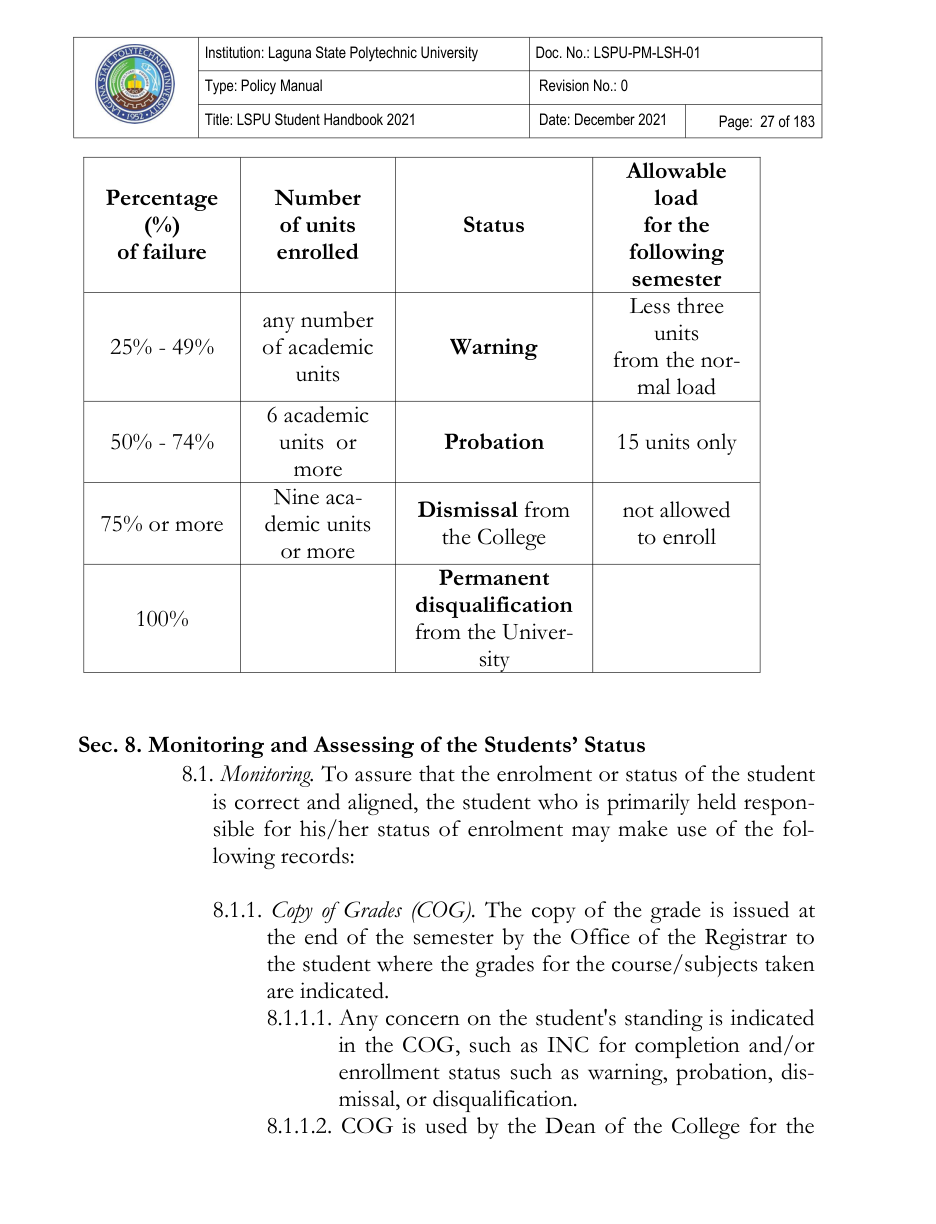 LAGUNA STATE POLYTECHNIC UNIVERSITY
1952
Institution: Laguna State Polytechnic University
Doc. No.: LSPU-PM-LSH-01
Type: Policy Manual
Revision No.: 0
Title: LSPU Student Handbook 2021
Date: December 2021
Page: 27 of 183
Percentage
(%)
of failure
Number
of units
enrolled
Status
Allowable
load
for the
following
semester
25% - 49%
any number
of academic
units
Warning
Less three
units
from the nor-
mal load
50% - 74%
6 academic
units or
more
Probation
15 units only
75% or more
Nine aca-
demic units
or more
Dismissal from
the College
not allowed
to enroll
100%
Permanent
disqualification
from the Univer-
sity
Sec. 8. Monitoring and Assessing of the Students’ Status
8.1. Monitoring. To assure that the enrolment or status of the student
is correct and aligned, the student who is primarily held respon-
sible for his/her status of enrolment may make use of the fol-
lowing records:
8.1.1. Copy of Grades (COG). The copy of the grade is issued at
the end of the semester by the Office of the Registrar to
the student where the grades for the course/subjects taken
are indicated.
8.1.1.1. Any concern on the student's standing is indicated
in the COG, such as INC for completion and/or
enrollment status such as warning, probation, dis-
missal, or disqualification.
8.1.1.2. COG is used by the Dean of the College for the